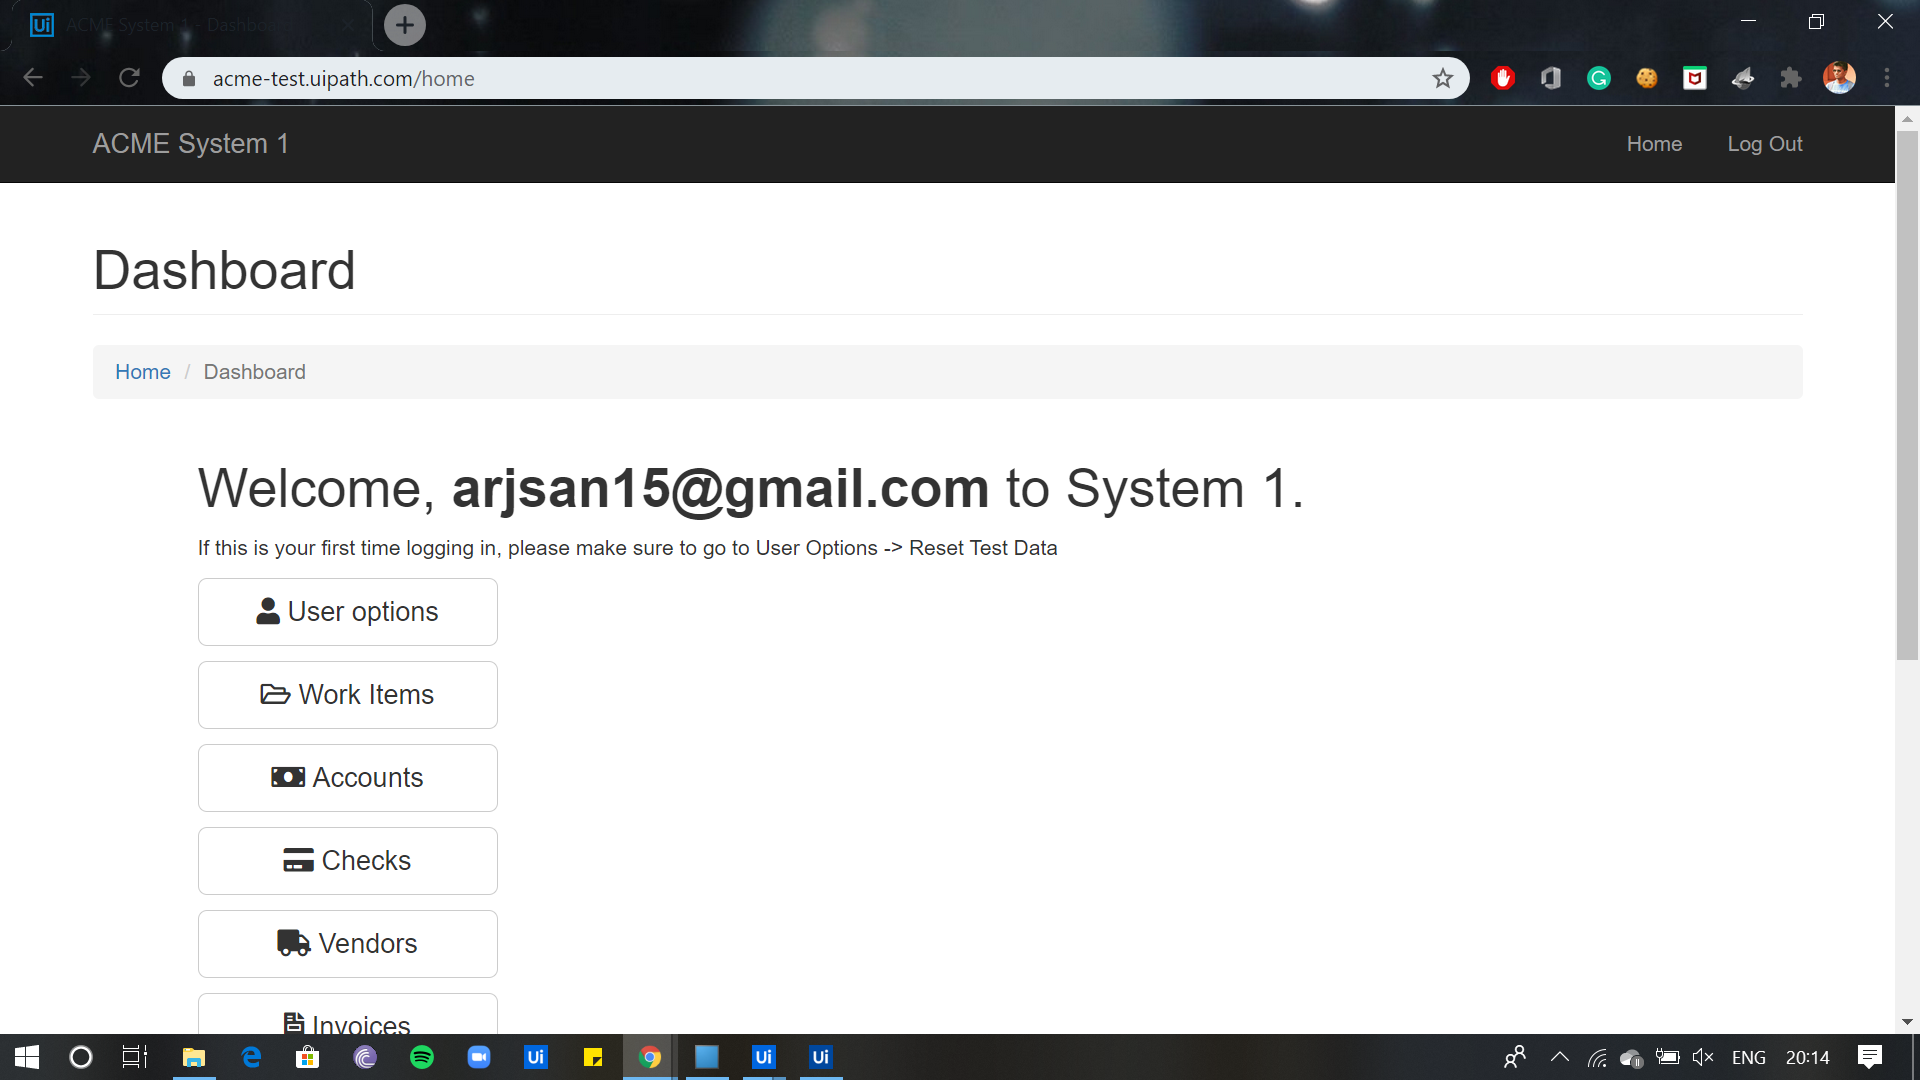 ACME System 1 - Dashboard
acme-test.uipath.com/home
ACME System 1
Home
Log Out
Dashboard
Home / Dashboard
Welcome, arjsan15@gmail.com to System 1.
If this is your first time logging in, please make sure to go to User Options -> Reset Test Data
User options
Work Items
Accounts
Checks
Vendors
Invoices
Ui
Ui
Ui
ENG
20:14